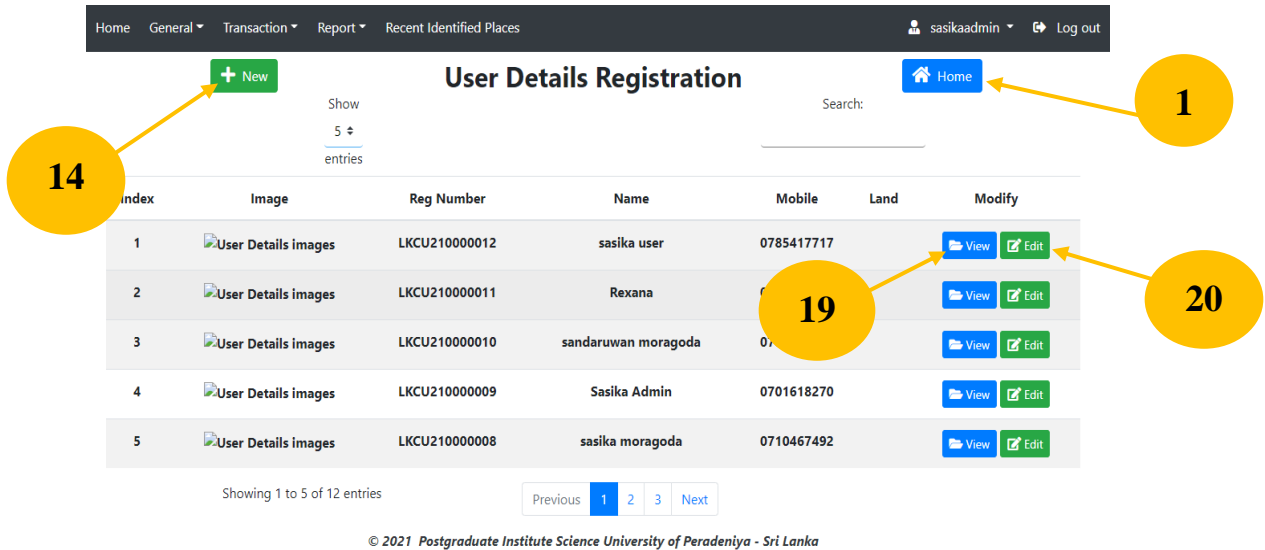 Home General Transaction Report Recent Identified Places sasikaadmin Log out
New User Details Registration Home
1
Show Search:
5
entries
14
Index Image Reg Number Name Mobile Land Modify
1 User Details images LKCU210000012 sasika user 0785417717 View Edit
2 User Details images LKCU210000011 Rexana View Edit
19
20
3 User Details images LKCU210000010 sandaruwan moragoda View Edit
4 User Details images LKCU210000009 Sasika Admin 0701618270 View Edit
5 User Details images LKCU210000008 sasika moragoda 0710467492 View Edit
Showing 1 to 5 of 12 entries Previous 1 2 3 Next
© 2021 Postgraduate Institute Science University of Peradeniya - Sri Lanka